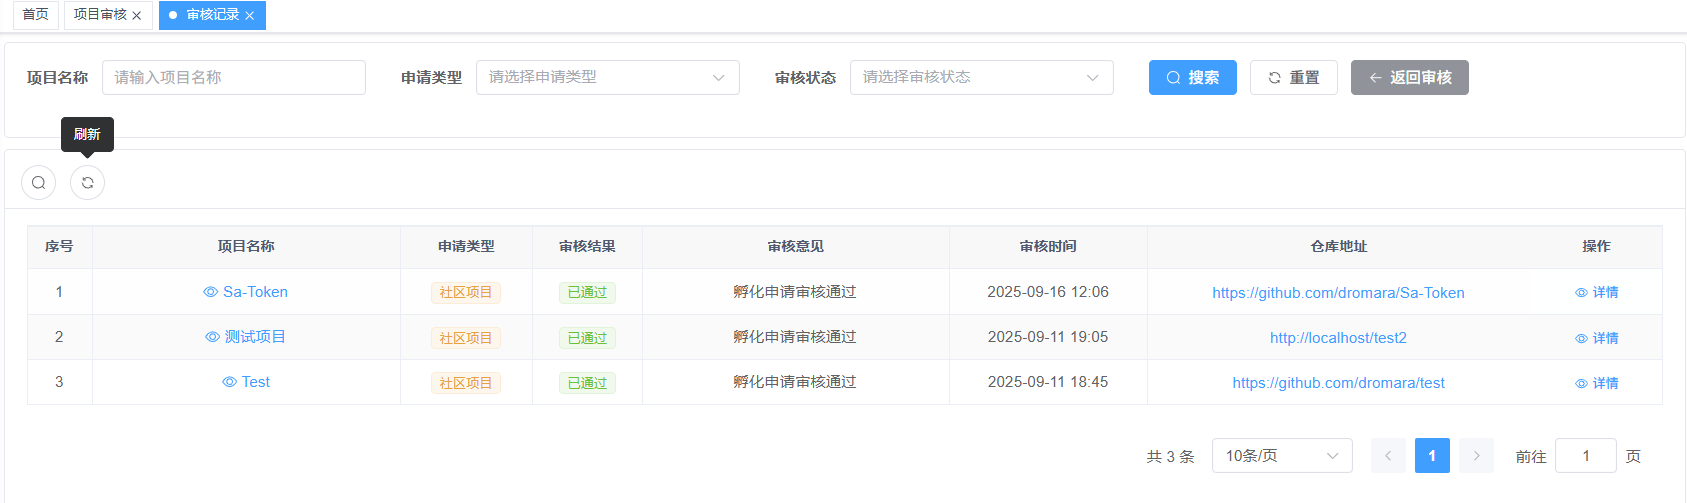 首页 项目审核 审核记录
项目名称 请输入项目名称 申请类型 请选择申请类型 审核状态 请选择审核状态 搜索 重置 返回审核
刷新
序号 项目名称 申请类型 审核结果 审核意见 审核时间 仓库地址 操作
1 Sa-Token 社区项目 已通过 孵化申请审核通过 2025-09-16 12:06 https://github.com/dromara/Sa-Token 详情
2 测试项目 社区项目 已通过 孵化申请审核通过 2025-09-11 19:05 http://localhost/test2 详情
3 Test 社区项目 已通过 孵化申请审核通过 2025-09-11 18:45 https://github.com/dromara/test 详情
共 3 条 10条/页 1 前往 1 页